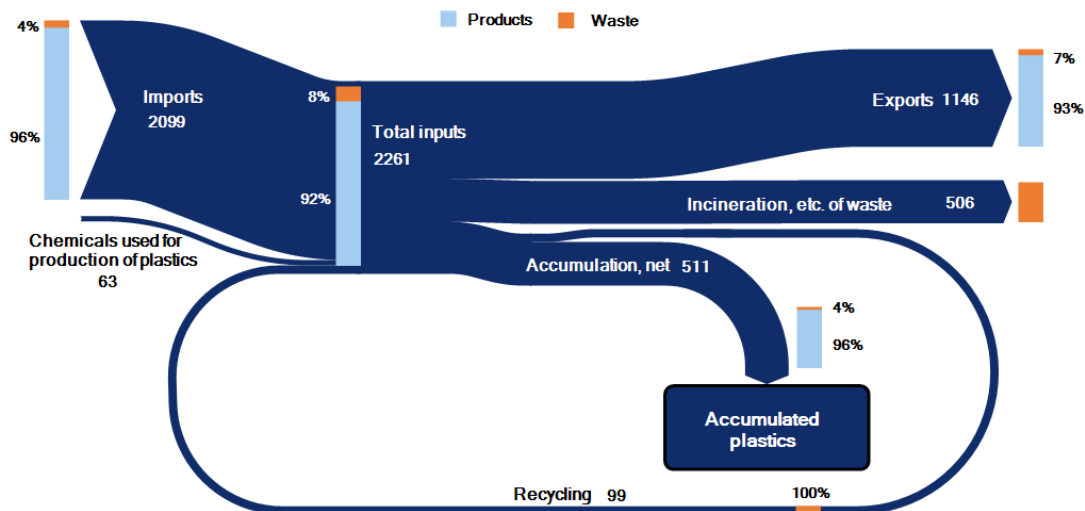 Products
Waste
4%
96%
Imports
2099
8%
92%
Total inputs
2261
Exports 1146
7%
93%
Incineration, etc. of waste 506
Chemicals used for
production of plastics
63
Accumulation, net 511
4%
96%
Accumulated
plastics
Recycling 99
100%